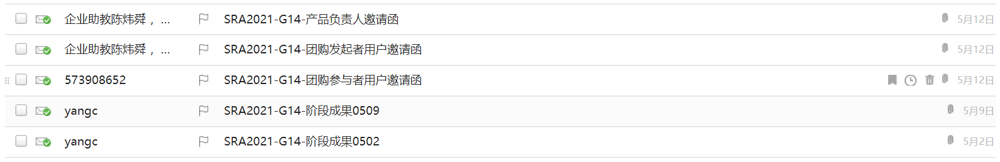 企业助教陈炜舜， ... SRA2021-G14-产品负责人邀请函 5月12日
企业助教陈炜舜， ... SRA2021-G14-团购发起者用户邀请函 5月12日
573908652 SRA2021-G14-团购参与者用户邀请函 5月12日
yangc SRA2021-G14-阶段成果0509 5月9日
yangc SRA2021-G14-阶段成果0502 5月2日